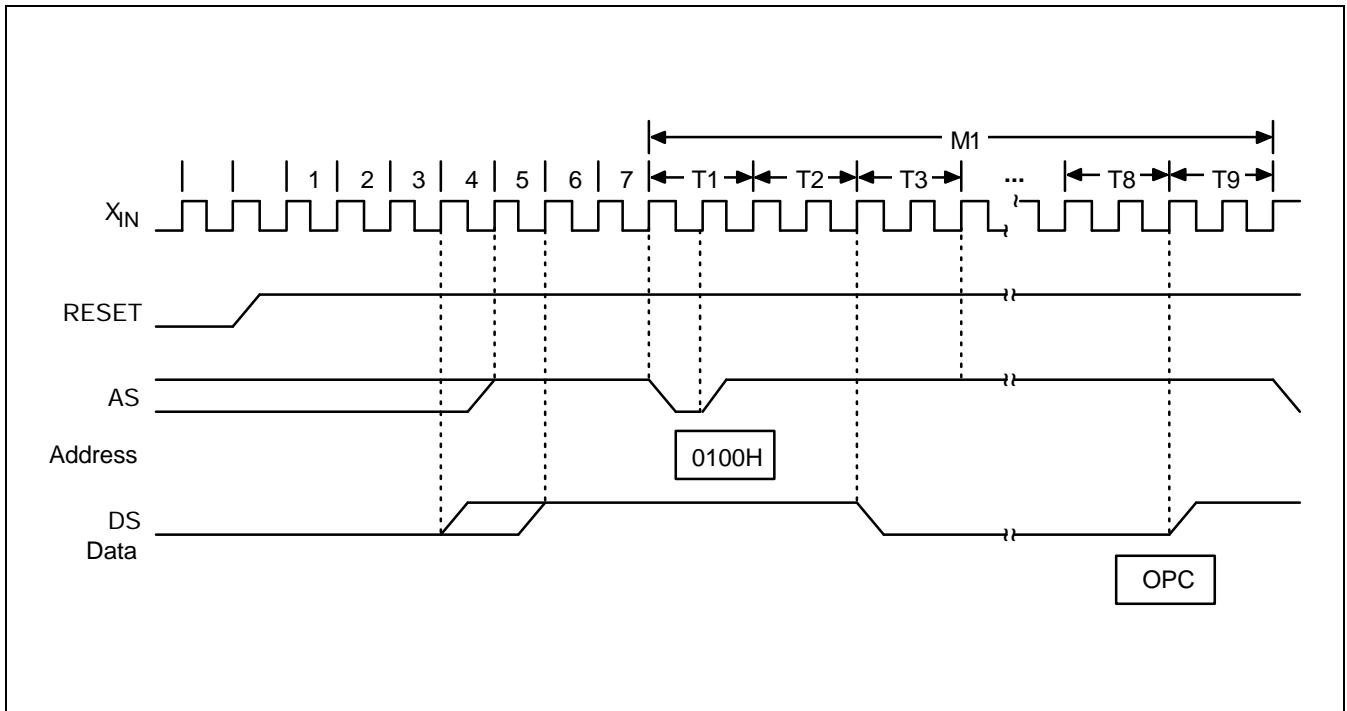 M1
1 2 3 4 5 6 7 T1 T2 T3 ... T8 T9
XIN
RESET
AS
Address
0100H
DS
Data
OPC